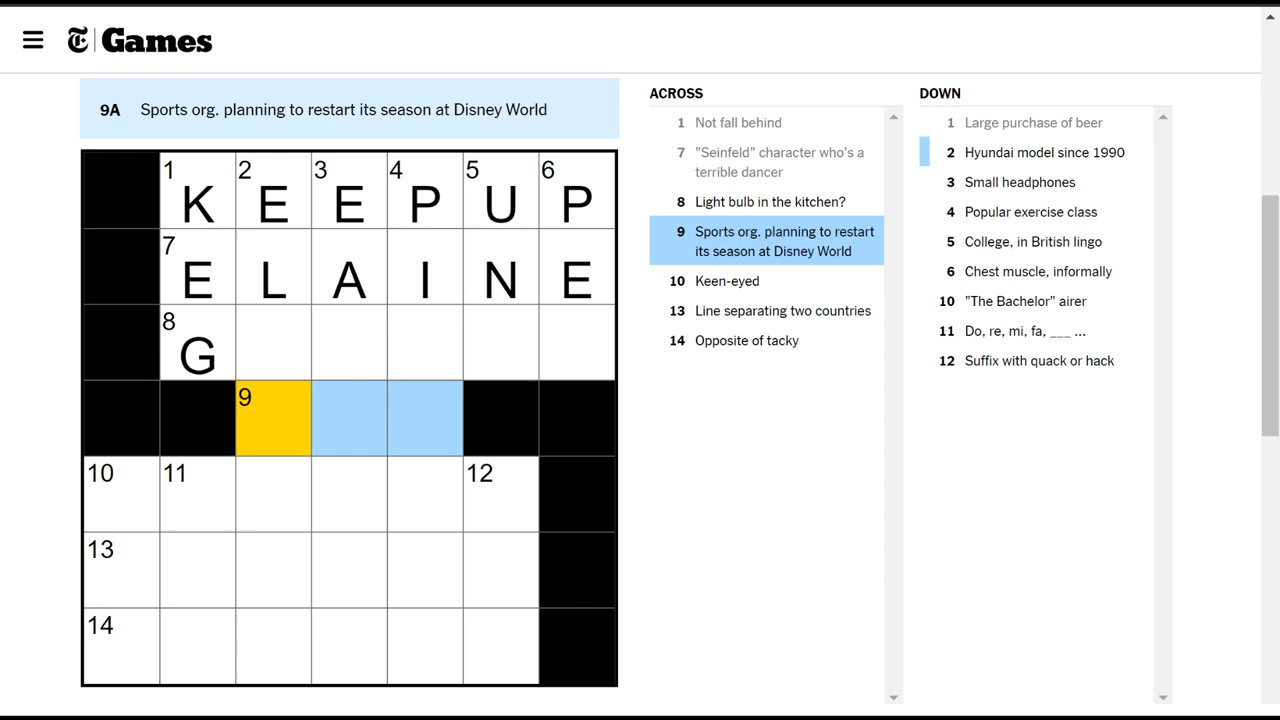 T Games
9A Sports org. planning to restart its season at Disney World
1 2 3 4 5 6
K E E P U P
7
E L A I N E
8
G
9
10 11 12
13
14
ACROSS
1 Not fall behind
7 "Seinfeld" character who's a
terrible dancer
8 Light bulb in the kitchen?
9 Sports org. planning to restart
its season at Disney World
10 Keen-eyed
13 Line separating two countries
14 Opposite of tacky
DOWN
1 Large purchase of beer
2 Hyundai model since 1990
3 Small headphones
4 Popular exercise class
5 College, in British lingo
6 Chest muscle, informally
10 "The Bachelor" airer
11 Do, re, mi, fa, ___ ...
12 Suffix with quack or hack